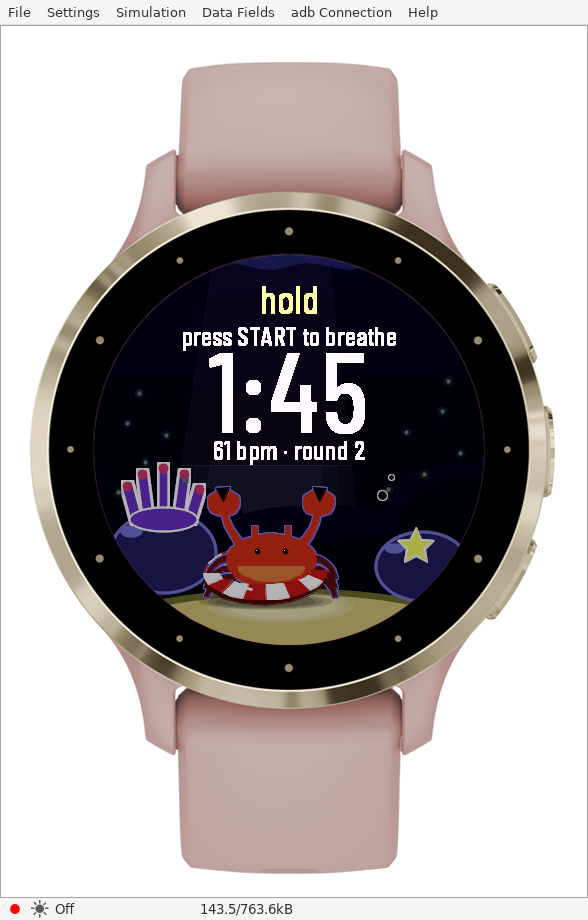 File Settings Simulation Data Fields adb Connection Help
hold
press START to breathe
1:45
61 bpm · round 2
Off 143.5/763.6kB